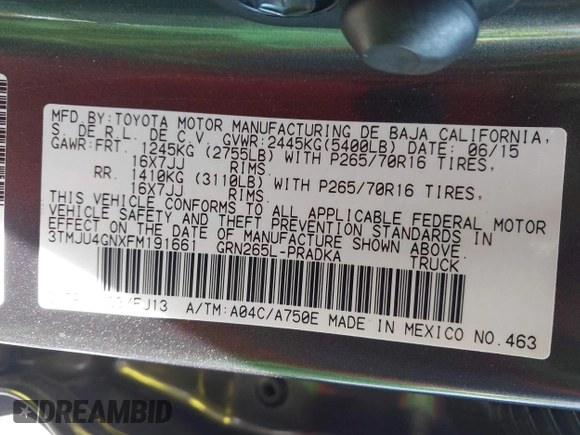 MFD.BY:TOYOTA MOTOR MANUFACTURING DE BAJA CALIFORNIA,
S. DE R.L. DE C.V. GVWR:2445KG(5400LB) DATE: 06/15
GAWR:FRT. 1245KG (2755LB) WITH P265/70R16 TIRES,
16X7JJ RIMS.
RR. 1410KG (3110LB) WITH P265/70R16 TIRES,
16X7JJ RIMS.
THIS VEHICLE CONFORMS TO ALL APPLICABLE FEDERAL MOTOR
VEHICLE SAFETY AND THEFT PREVENTION STANDARDS IN
EFFECT ON THE DATE OF MANUFACTURE SHOWN ABOVE.
3TMJU4GNXFM191661 GRN265L-PRADKA TRUCK
/FJ13 A/TM:A04C/A750E MADE IN MEXICO NO.463
DREAMBID